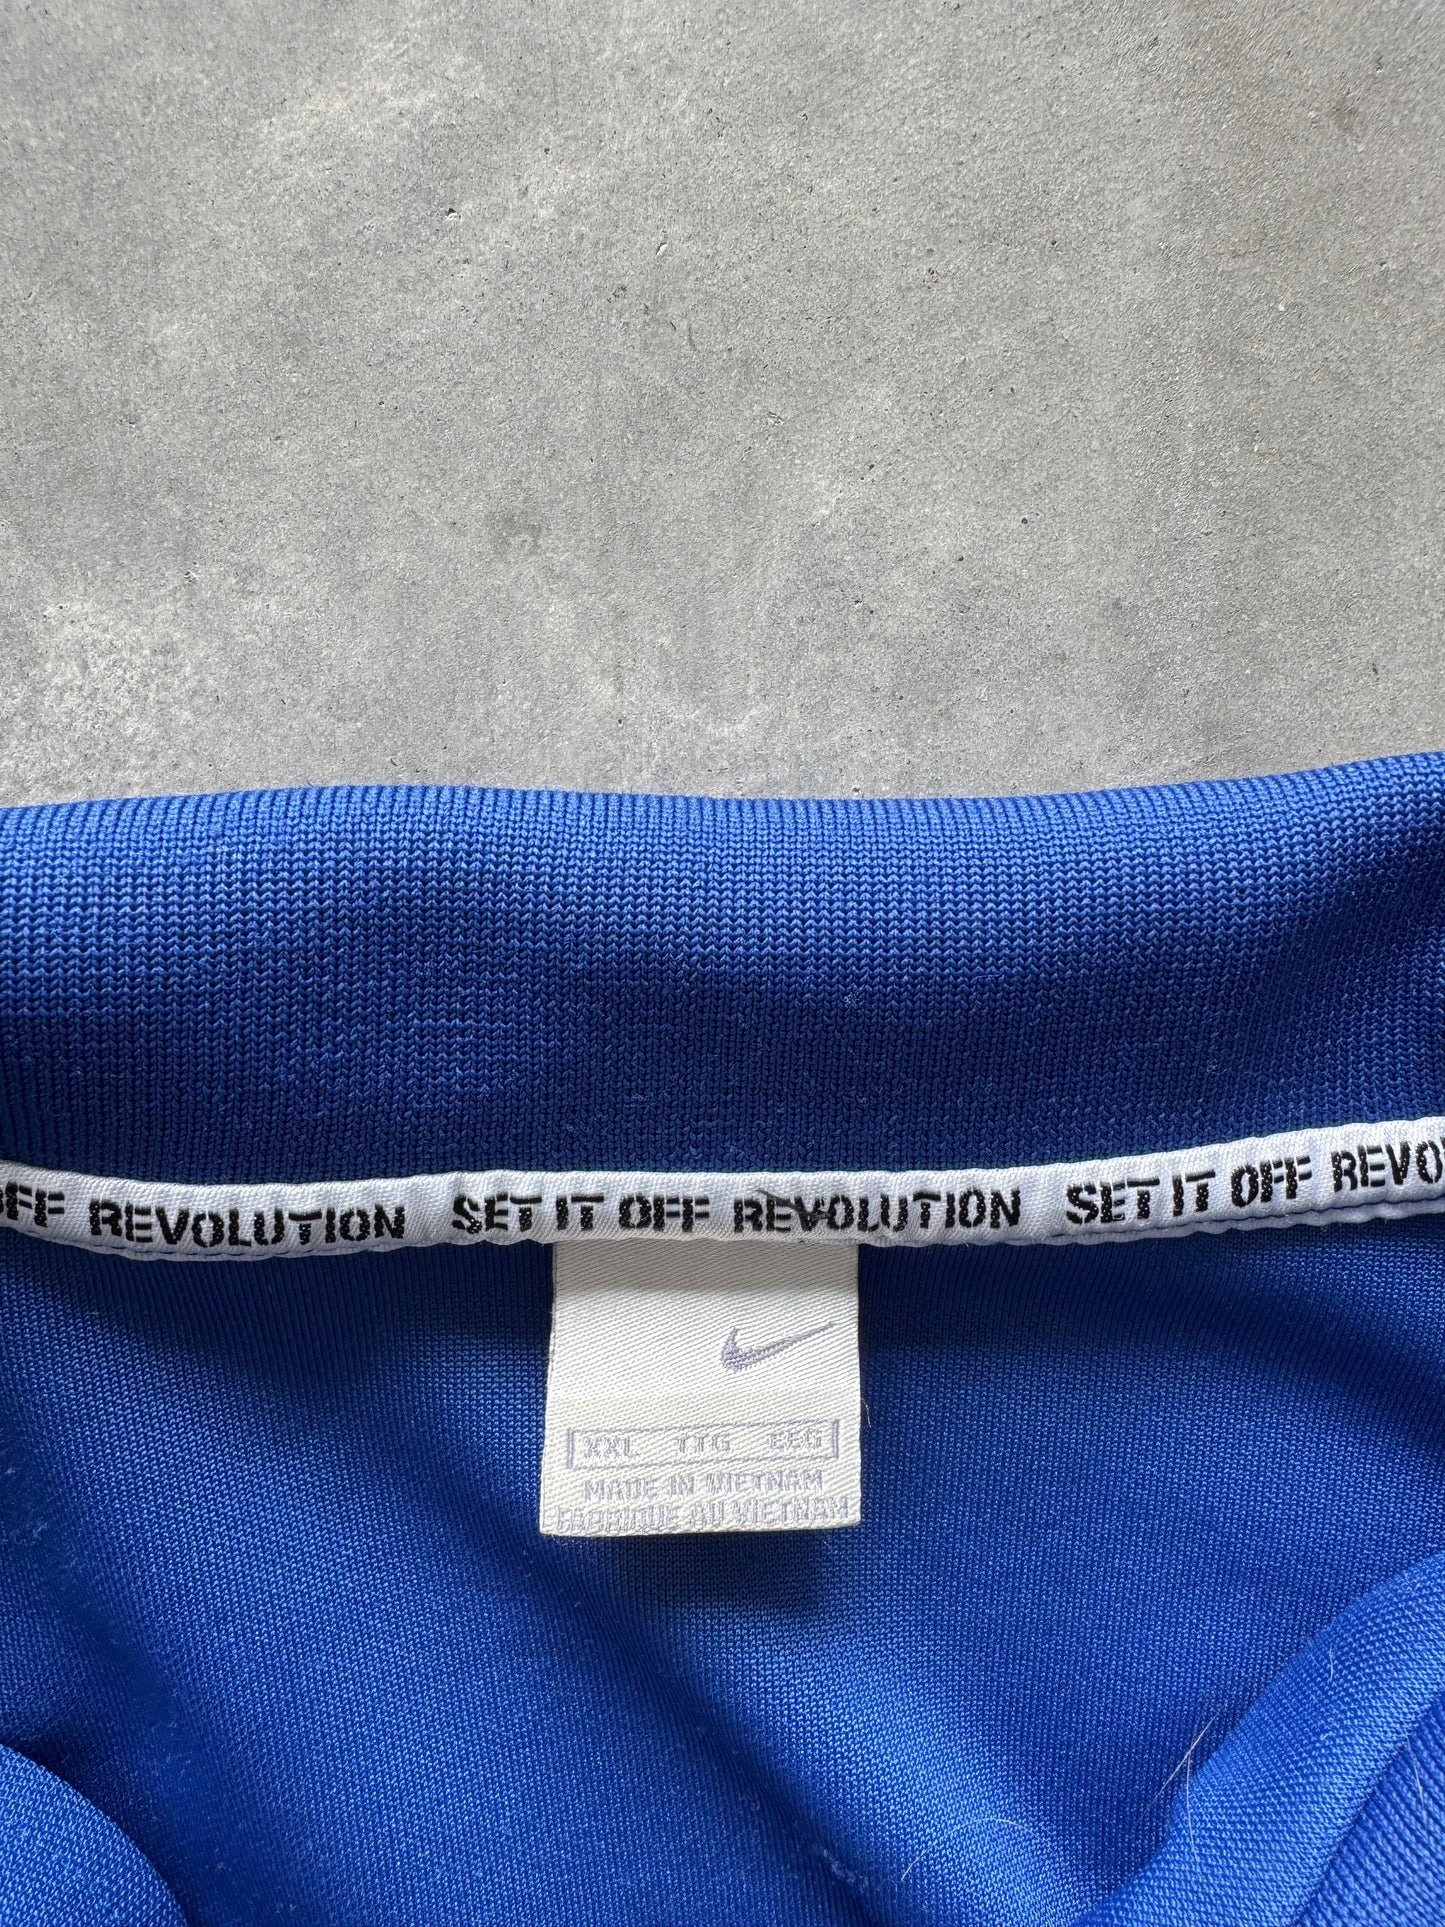 OFF REVOLUTION SET IT OFF REVOLUTION SET IT OFF REVO
XXL TTG EEG
MADE IN VIETNAM
FABRIQUE AU VIETNAM